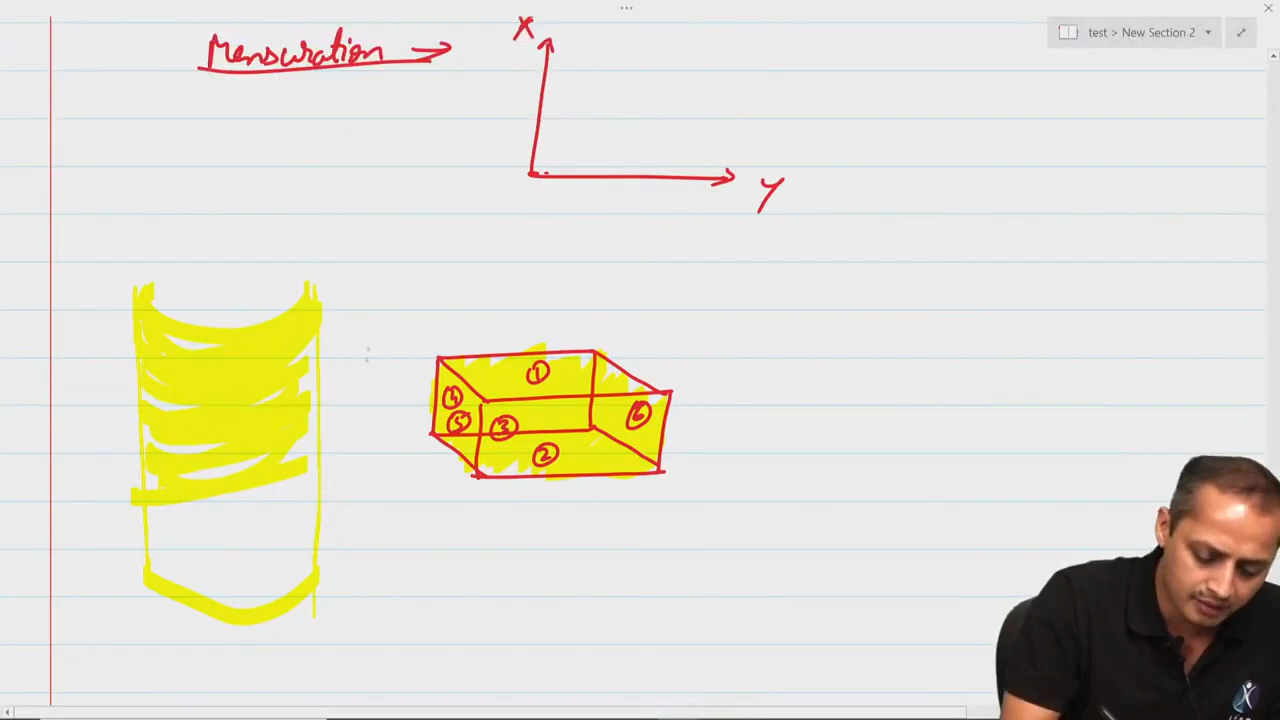 X
Mensuration →
test > New Section 2
Y
①
④
⑥
⑤ ③
②